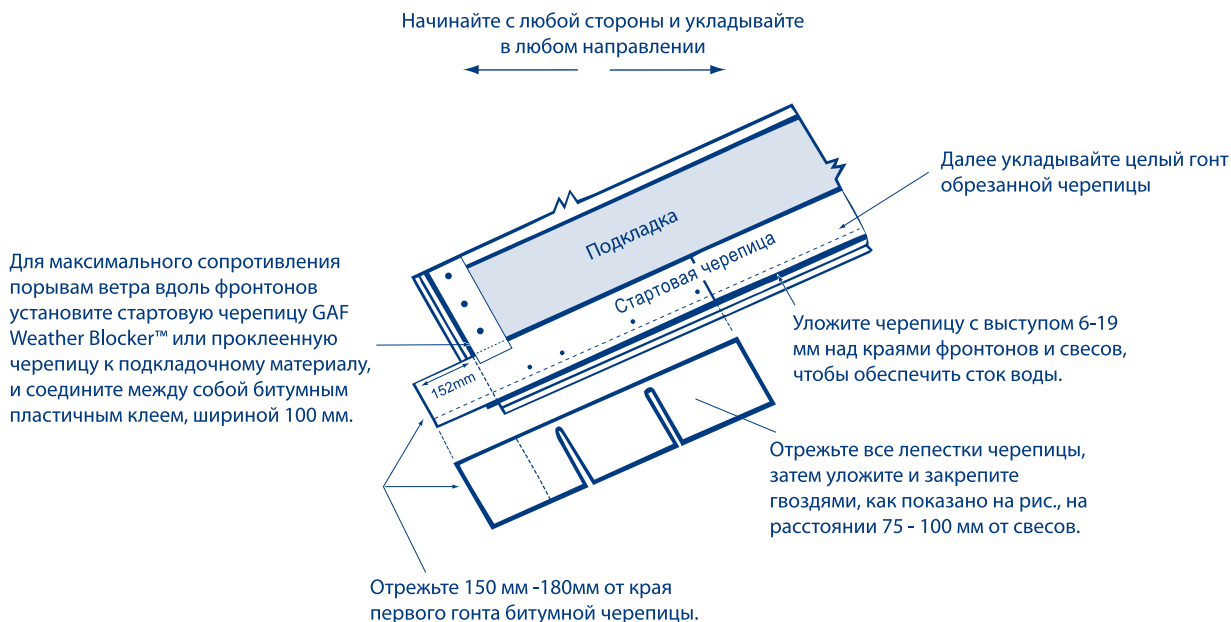 Начинайте с любой стороны и укладывайте
в любом направлении
Далее укладывайте целый гонт
обрезанной черепицы
Подкладка
Стартовая черепица
Для максимального сопротивления
порывам ветра вдоль фронтонов
установите стартовую черепицу GAF
Weather Blocker™ или проклеенную
черепицу к подкладочному материалу,
и соедините между собой битумным
пластичным клеем, шириной 100 мм.
152mm
Уложите черепицу с выступом 6-19
мм над краями фронтонов и свесов,
чтобы обеспечить сток воды.
Отрежьте все лепестки черепицы,
затем уложите и закрепите
гвоздями, как показано на рис., на
расстоянии 75 - 100 мм от свесов.
Отрежьте 150 мм -180мм от края
первого гонта битумной черепицы.